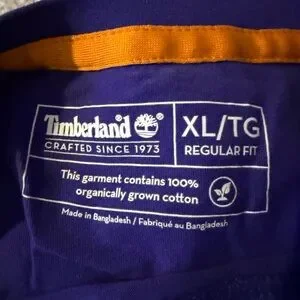 Timberland
CRAFTED SINCE 1973
XL/TG
REGULAR FIT
This garment contains 100%
organically grown cotton
Made in Bangladesh / Fabriqué au Bangladesh